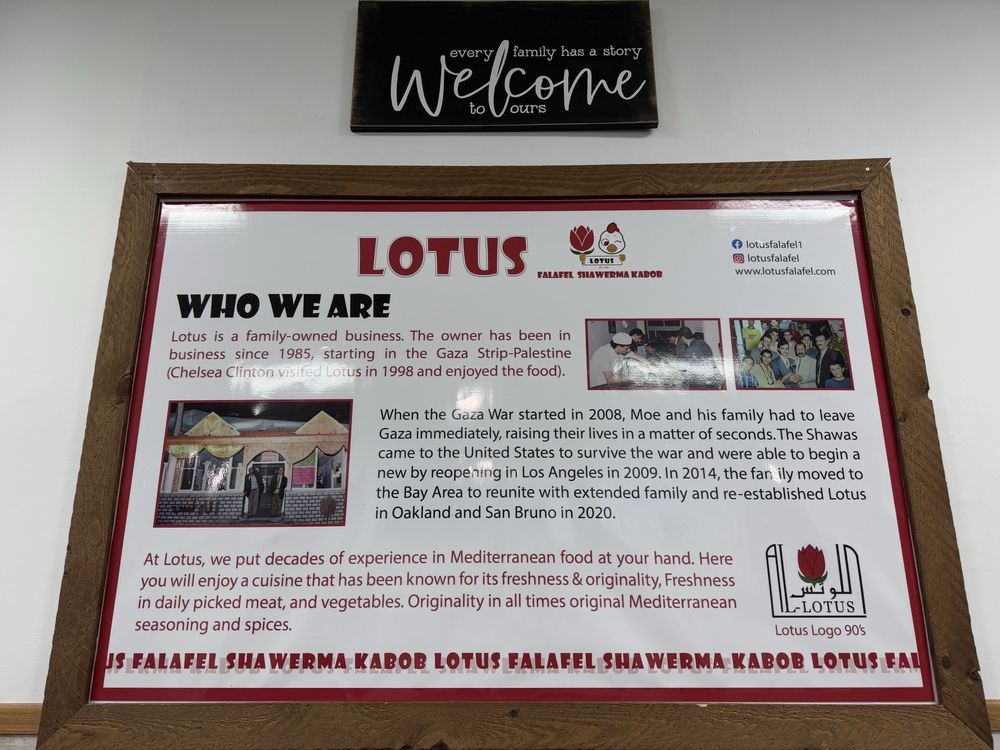 every family has a story
Welcome
to ours
LOTUS
LOTUS
FALAFEL SHAWERMA KABOB
lotusfalafel1
lotusfalafel
www.lotusfalafel.com
WHO WE ARE
Lotus is a family-owned business. The owner has been in
business since 1985, starting in the Gaza Strip-Palestine
(Chelsea Clinton visited Lotus in 1998 and enjoyed the food).
When the Gaza War started in 2008, Moe and his family had to leave
Gaza immediately, raising their lives in a matter of seconds. The Shawas
came to the United States to survive the war and were able to begin a
new by reopening in Los Angeles in 2009. In 2014, the family moved to
the Bay Area to reunite with extended family and re-established Lotus
in Oakland and San Bruno in 2020.
At Lotus, we put decades of experience in Mediterranean food at your hand. Here
you will enjoy a cuisine that has been known for its freshness & originality, Freshness
in daily picked meat, and vegetables. Originality in all times original Mediterranean
seasoning and spices.
اللوتس
AL-LOTUS
Lotus Logo 90's
US FALAFEL SHAWERMA KABOB LOTUS FALAFEL SHAWERMA KABOB LOTUS FAL